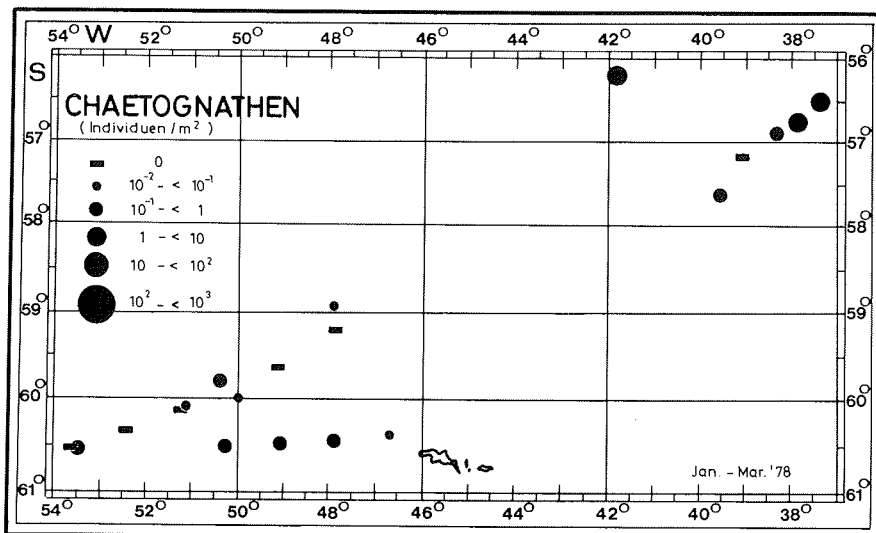 54° W 52° 50° 48° 46° 44° 42° 40° 38°
S
56°
CHAETOGNATHEN
(Individuen/m²)
57° 57°
0
10⁻² - < 10⁻¹
10⁻¹ - < 1
58° 58°
1 - < 10
10 - < 10²
10² - < 10³
59° 59°
60° 60°
Jan. - Mar. '78
61° 61°
54° 52° 50° 48° 46° 44° 42° 40° 38°